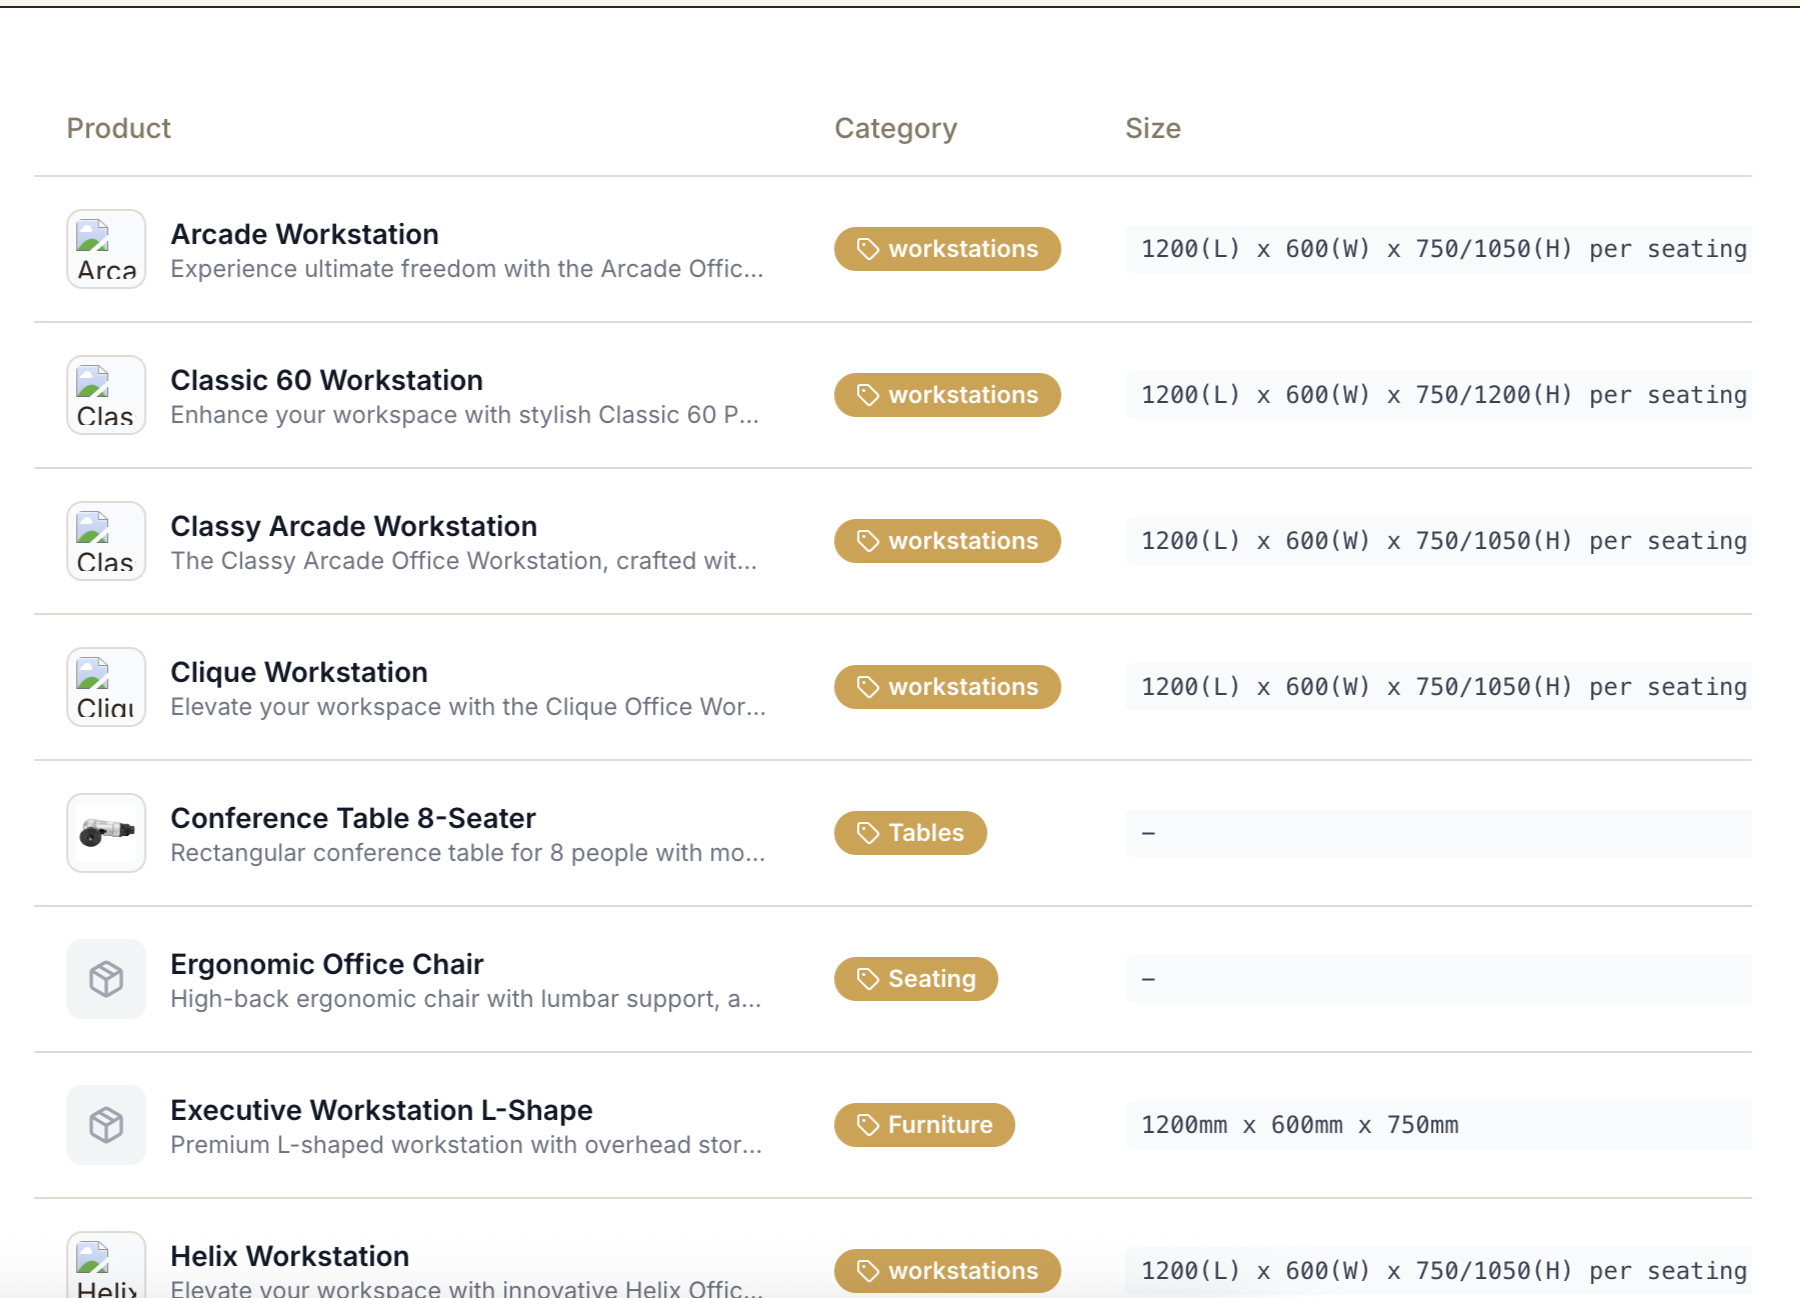 Product Category Size
Arca
Arcade Workstation
Experience ultimate freedom with the Arcade Offic...
workstations
1200(L) x 600(W) x 750/1050(H) per seating
Clas
Classic 60 Workstation
Enhance your workspace with stylish Classic 60 P...
workstations
1200(L) x 600(W) x 750/1200(H) per seating
Clas
Classy Arcade Workstation
The Classy Arcade Office Workstation, crafted wit...
workstations
1200(L) x 600(W) x 750/1050(H) per seating
Cliqu
Clique Workstation
Elevate your workspace with the Clique Office Wor...
workstations
1200(L) x 600(W) x 750/1050(H) per seating
Conference Table 8-Seater
Rectangular conference table for 8 people with mo...
Tables
–
Ergonomic Office Chair
High-back ergonomic chair with lumbar support, a...
Seating
–
Executive Workstation L-Shape
Premium L-shaped workstation with overhead stor...
Furniture
1200mm x 600mm x 750mm
Helix
Helix Workstation
Elevate your workspace with innovative Helix Offic...
workstations
1200(L) x 600(W) x 750/1050(H) per seating